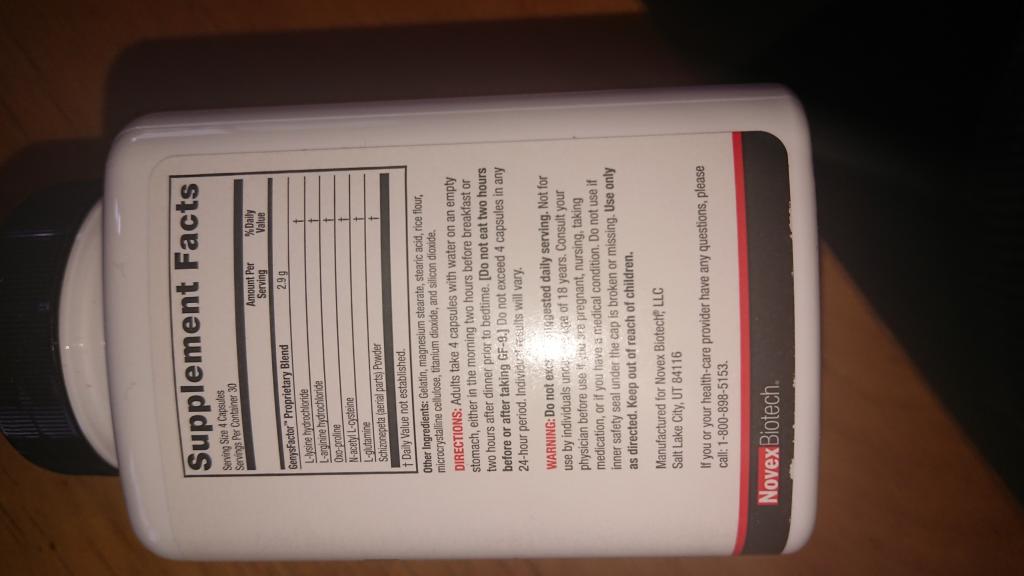 Supplement Facts
Serving Size 4 Capsules
Servings Per Container 30
Amount Per Serving
%Daily Value
GenysFactor™ Proprietary Blend 2.9 g
L-lysine hydrochloride †
L-arginine hydrochloride †
Oxo-proline †
N-acetyl L-cysteine †
L-glutamine †
Schizonepeta (aerial parts) Powder †
† Daily Value not established.
Other Ingredients: Gelatin, magnesium stearate, stearic acid, rice flour,
microcrystalline cellulose, titanium dioxide, and silicon dioxide.
DIRECTIONS: Adults take 4 capsules with water on an empty
stomach, either in the morning two hours before breakfast or
two hours after dinner prior to bedtime. [Do not eat two hours
before or after taking GF-9.] Do not exceed 4 capsules in any
24-hour period. Individual results will vary.
WARNING: Do not daily serving. Not for
use by individuals of 18 years. Consult your
physician before use if you are pregnant, nursing, taking
medication, or if you have a medical condition. Do not use if
inner safety seal under the cap is broken or missing. Use only
as directed. Keep out of reach of children.
Manufactured for Novex Biotech®, LLC
Salt Lake City, UT 84116
If you or your health-care provider have any questions, please
call: 1-800-898-5153.
Novex Biotech™